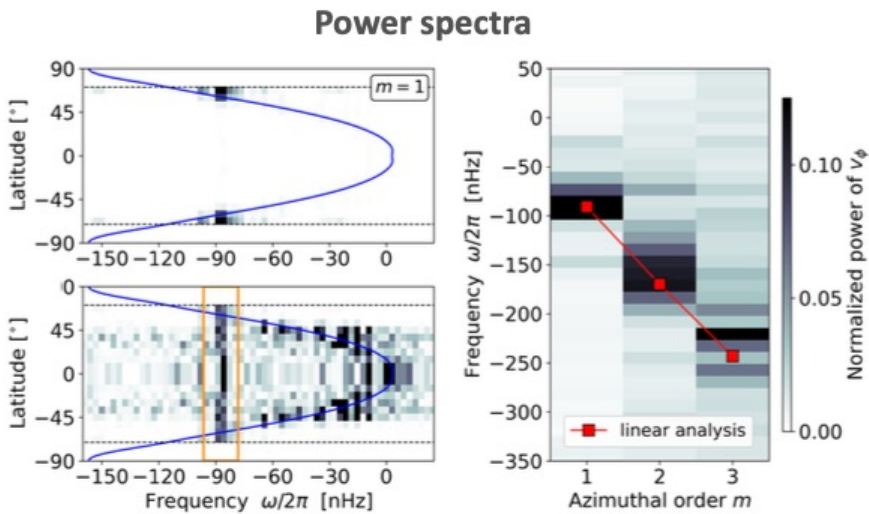 Power spectra
90
45
0
−45
−90
Latitude [°]
m = 1
−150 −120 −90 −60 −30 0
0
45
0
−45
−90
Latitude [°]
−150 −120 −90 −60 −30 0
Frequency ω/2π [nHz]
50
0
−50
−100
−150
−200
−250
−300
−350
Frequency ω/2π [nHz]
linear analysis
1 2 3
Azimuthal order m
0.10
0.05
0.00
Normalized power of vϕ